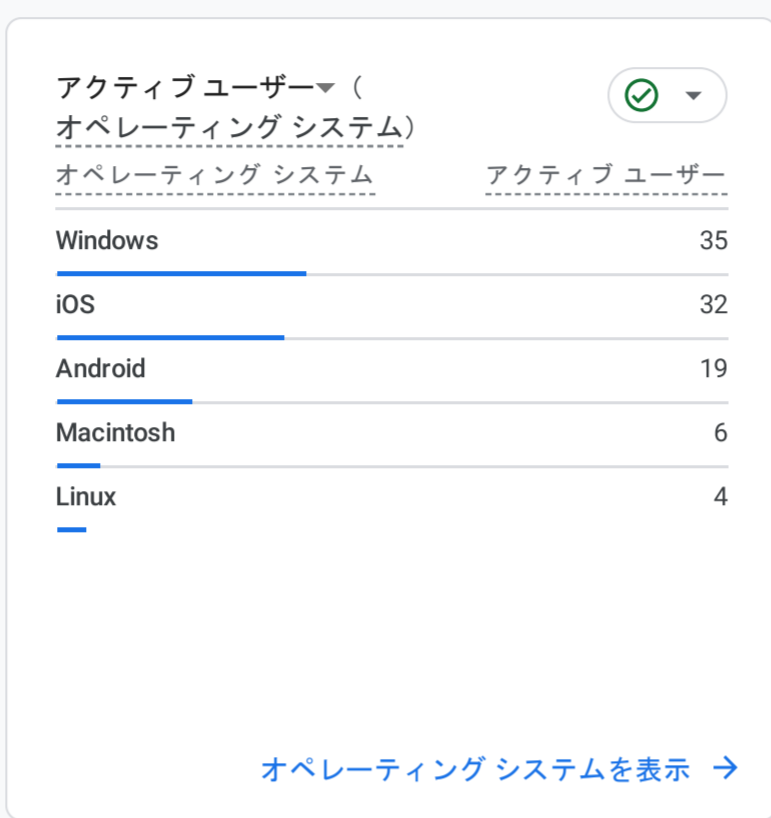 アクティブ ユーザー▼（
オペレーティング システム）
オペレーティング システム アクティブ ユーザー
Windows 35
iOS 32
Android 19
Macintosh 6
Linux 4
オペレーティング システムを表示 →